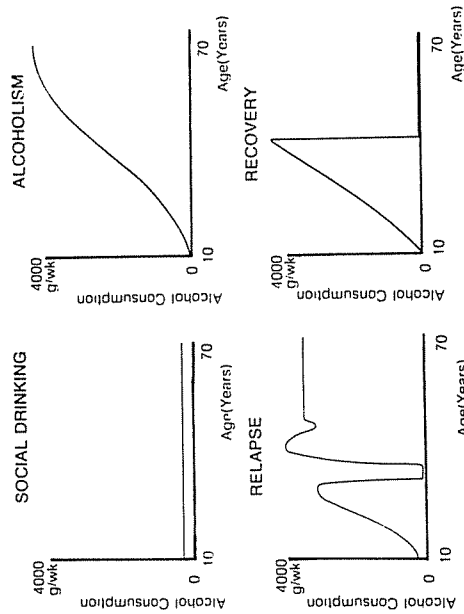 SOCIAL DRINKING
4000
g/wk
Alcohol Consumption
0
10
70
Age(Years)
ALCOHOLISM
4000
g/wk
Alcohol Consumption
0
10
70
Age(Years)
RELAPSE
4000
g/wk
Alcohol Consumption
0
10
70
Age(Years)
RECOVERY
4000
g/wk
Alcohol Consumption
0
10
70
Age(Years)